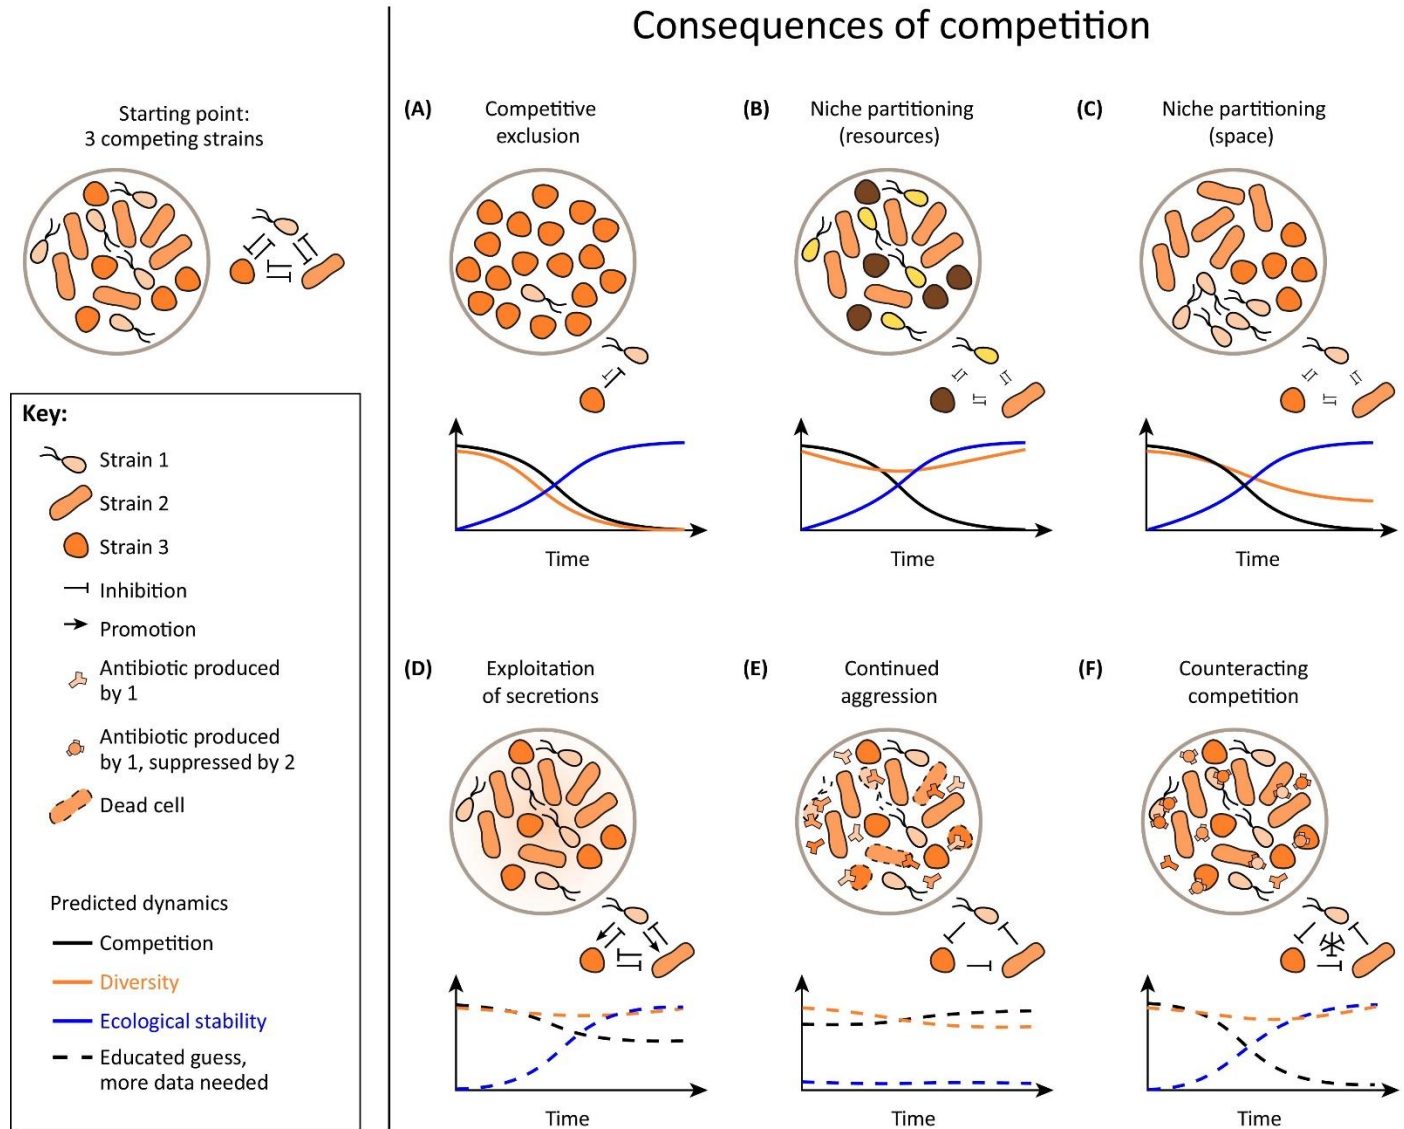 Consequences of competition
Starting point:
3 competing strains
Key:
Strain 1
Strain 2
Strain 3
Inhibition
Promotion
Antibiotic produced
by 1
Antibiotic produced
by 1, suppressed by 2
Dead cell
Predicted dynamics
Competition
Diversity
Ecological stability
Educated guess,
more data needed
(A)
Competitive
exclusion
Time
(B)
Niche partitioning
(resources)
Time
(C)
Niche partitioning
(space)
Time
(D)
Exploitation
of secretions
Time
(E)
Continued
aggression
Time
(F)
Counteracting
competition
Time